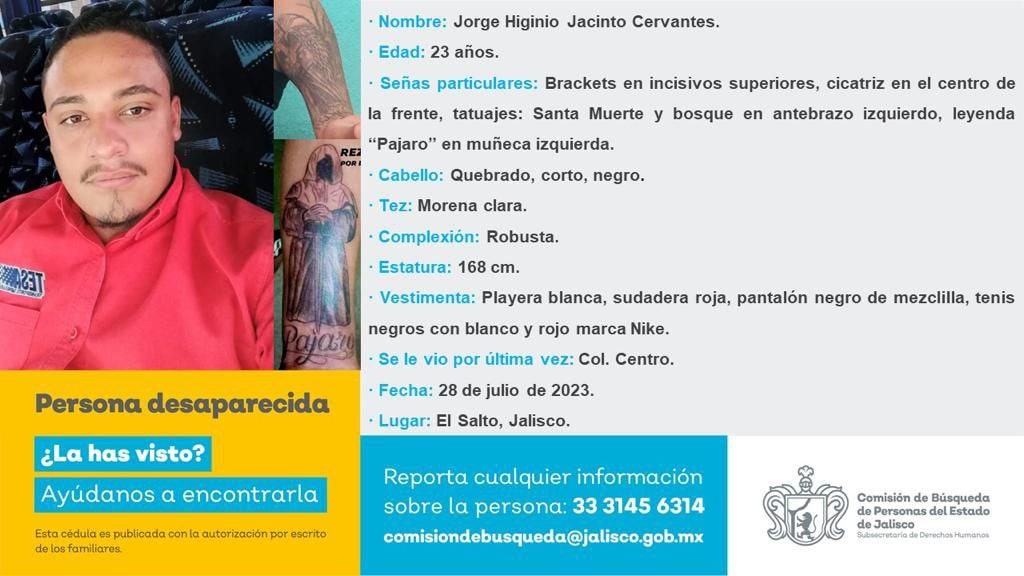 REZ
POR
Pajaro
TESA
· Nombre: Jorge Higinio Jacinto Cervantes.
· Edad: 23 años.
· Señas particulares: Brackets en incisivos superiores, cicatriz en el centro de
la frente, tatuajes: Santa Muerte y bosque en antebrazo izquierdo, leyenda
“Pajaro” en muñeca izquierda.
· Cabello: Quebrado, corto, negro.
· Tez: Morena clara.
· Complexión: Robusta.
· Estatura: 168 cm.
· Vestimenta: Playera blanca, sudadera roja, pantalón negro de mezclilla, tenis
negros con blanco y rojo marca Nike.
· Se le vio por última vez: Col. Centro.
· Fecha: 28 de julio de 2023.
· Lugar: El Salto, Jalisco.
Persona desaparecida
¿La has visto?
Ayúdanos a encontrarla
Esta cédula es publicada con la autorización por escrito
de los familiares.
Reporta cualquier información
sobre la persona: 33 3145 6314
comisiondebusqueda@jalisco.gob.mx
Comisión de Búsqueda
de Personas del Estado
de Jalisco
Subsecretaría de Derechos Humanos